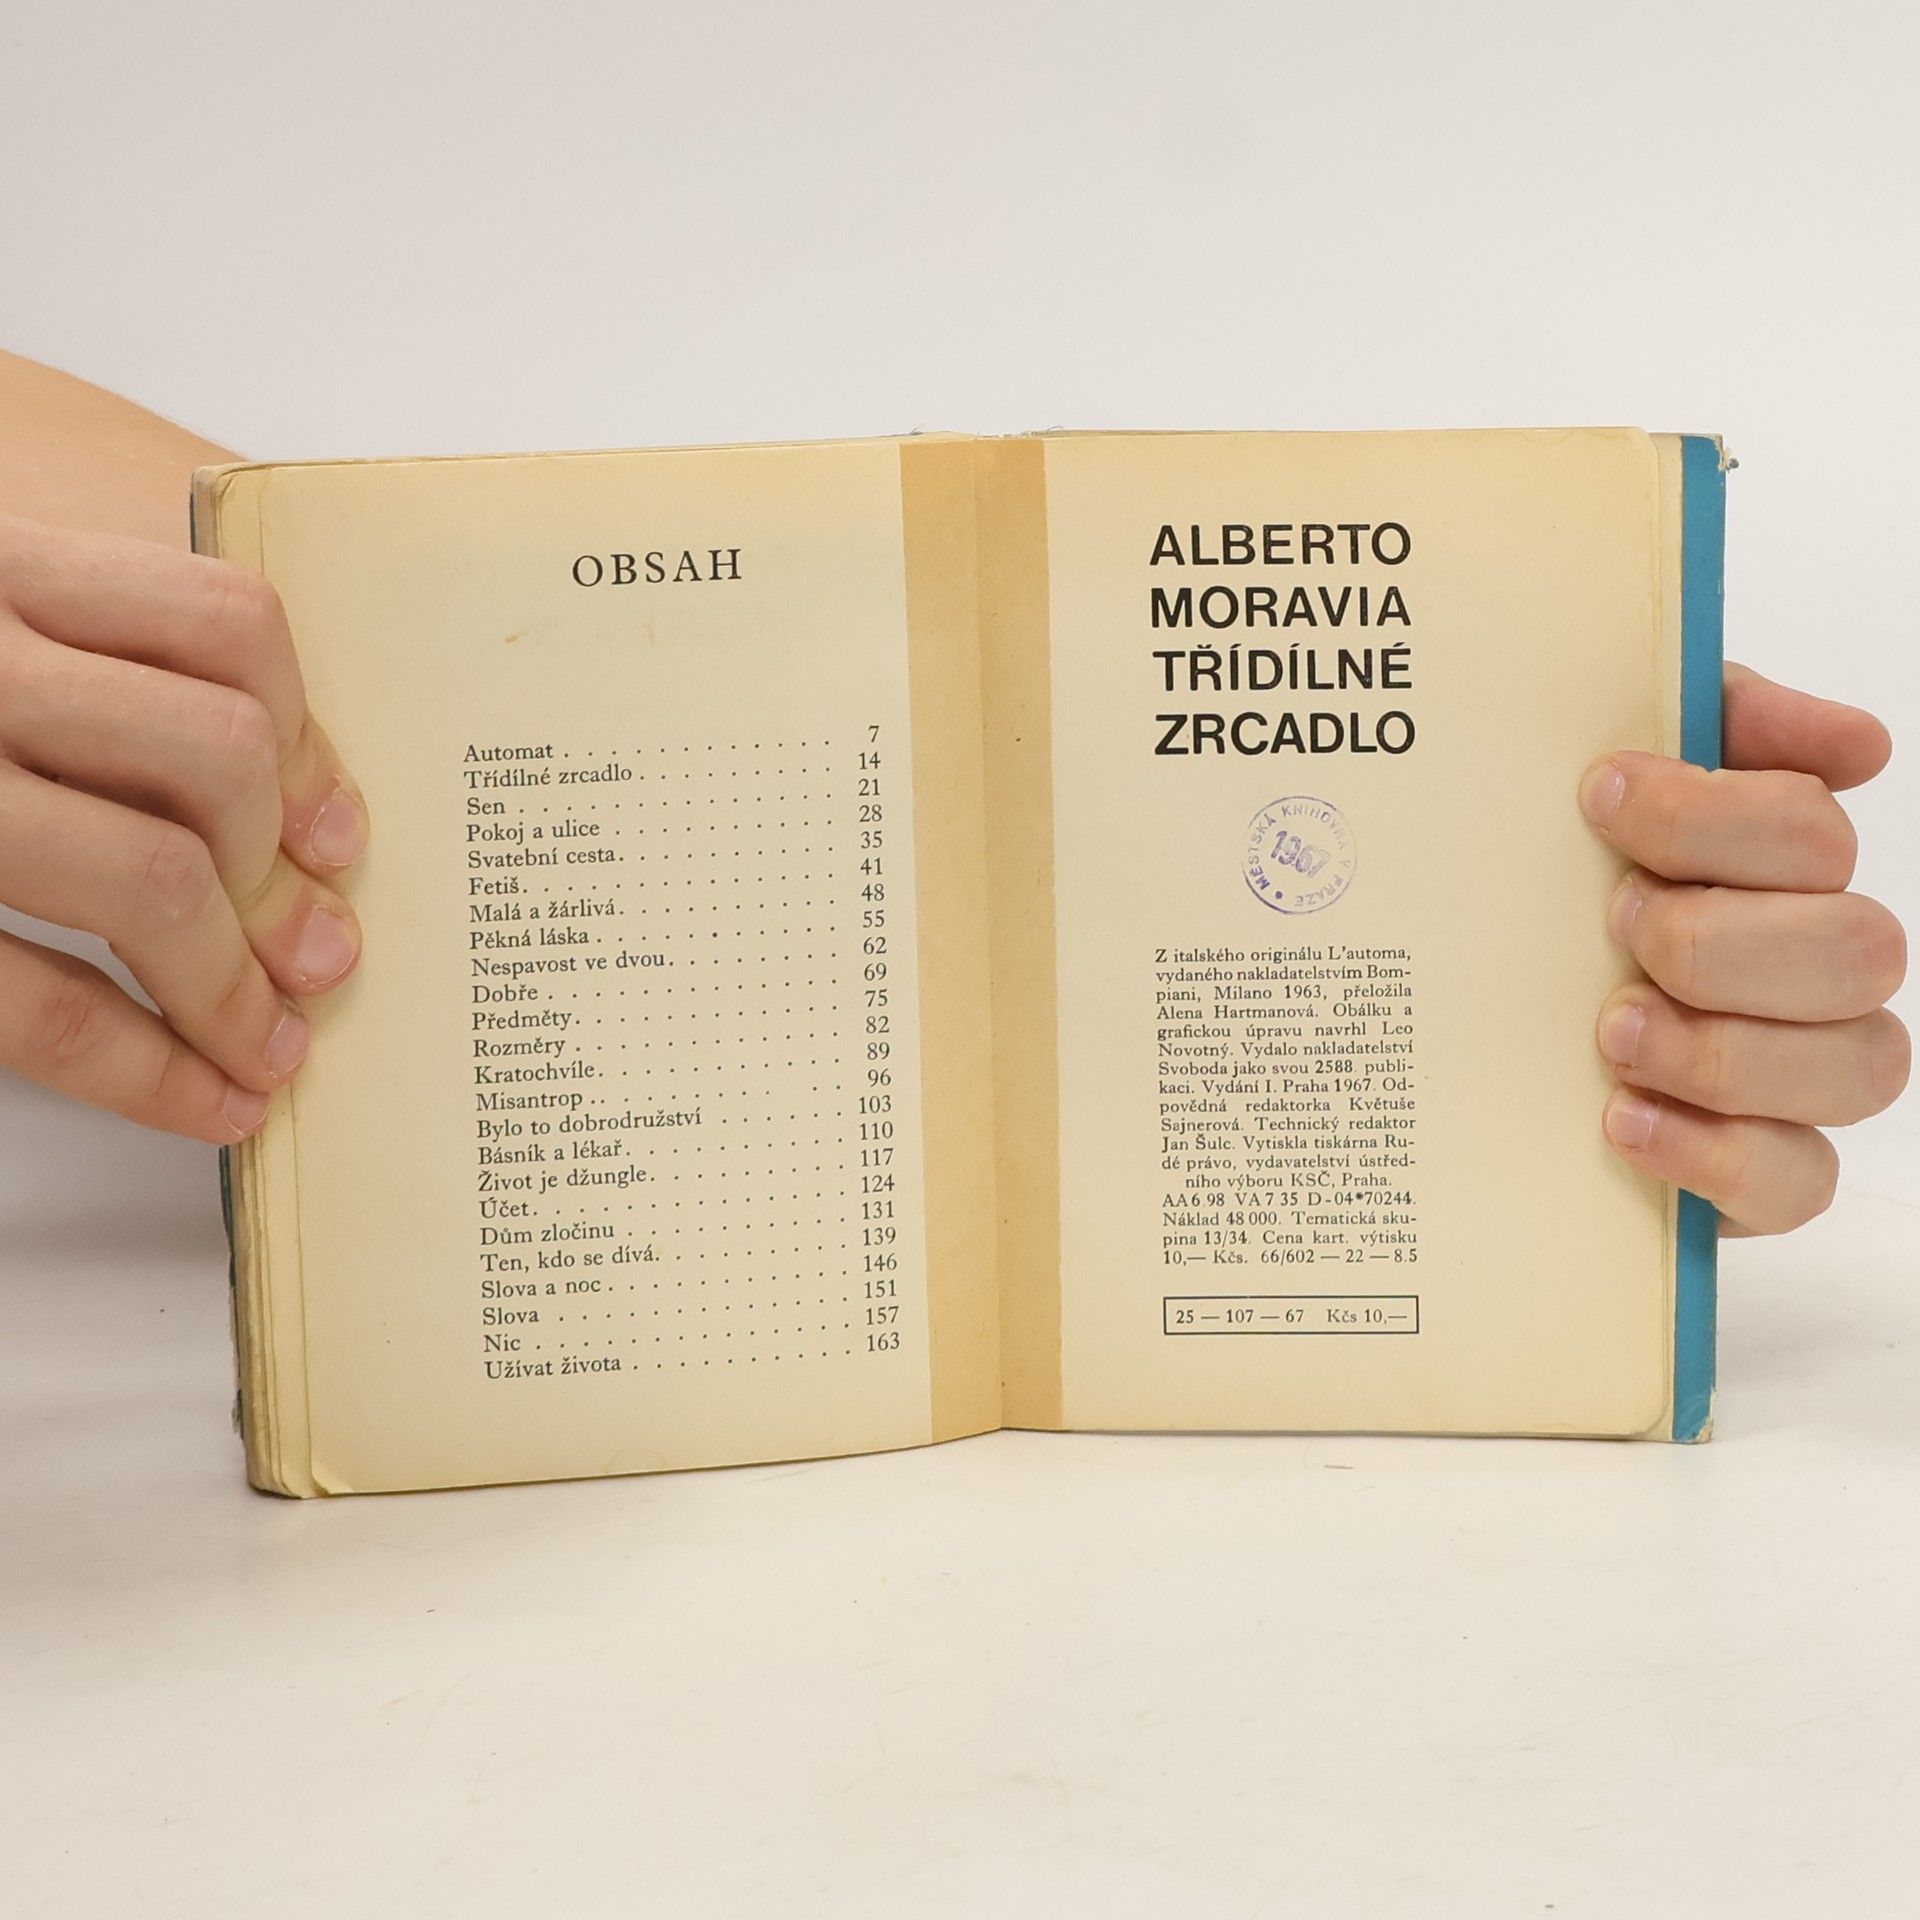 OBSAH
Automat . . . . . . . . . . . . 7
Třídílné zrcadlo . . . . . . . . . 14
Sen . . . . . . . . . . . . . . 21
Pokoj a ulice . . . . . . . . . . 28
Svatební cesta. . . . . . . . . . 35
Fetiš. . . . . . . . . . . . . . 41
Malá a žárlivá. . . . . . . . . . 48
Pěkná láska . . . . . . . . . . . 55
Nespavost ve dvou. . . . . . . . 62
Dobře . . . . . . . . . . . . . 69
Předměty. . . . . . . . . . . . 75
Rozměry . . . . . . . . . . . . 82
Kratochvíle. . . . . . . . . . . 89
Misantrop . . . . . . . . . . 96
Bylo to dobrodružství . . . . . . 103
Básník a lékař. . . . . . . . . . 110
Život je džungle. . . . . . . . . 117
Účet. . . . . . . . . . . . . . 124
Dům zločinu . . . . . . . . . . 131
Ten, kdo se dívá. . . . . . . . . 139
Slova a noc . . . . . . . . . . . 146
Slova . . . . . . . . . . . . . 151
Nic . . . . . . . . . . . . . . 157
Užívat života . . . . . . . . . . 163
ALBERTO
MORAVIA
TŘÍDÍLNÉ
ZRCADLO
MĚSTSKÁ KNIHOVNA V PRAZE
1967
Z italského originálu L'automa,
vydaného nakladatelstvím Bom-
piani, Milano 1963, přeložila
Alena Hartmanová. Obálku a
grafickou úpravu navrhl Leo
Novotný. Vydalo nakladatelství
Svoboda jako svou 2588. publi-
kaci. Vydání I. Praha 1967. Od-
povědná redaktorka Květuše
Sajnerová. Technický redaktor
Jan Šulc. Vytiskla tiskárna Ru-
dé právo, vydavatelství ústřed-
ního výboru KSČ, Praha.
AA 6.98 VA 7.35 D-04*70244.
Náklad 48 000. Tematická sku-
pina 13/34. Cena kart. výtisku
10,— Kčs. 66/602 — 22 — 8.5
25 — 107 — 67 Kčs 10,—